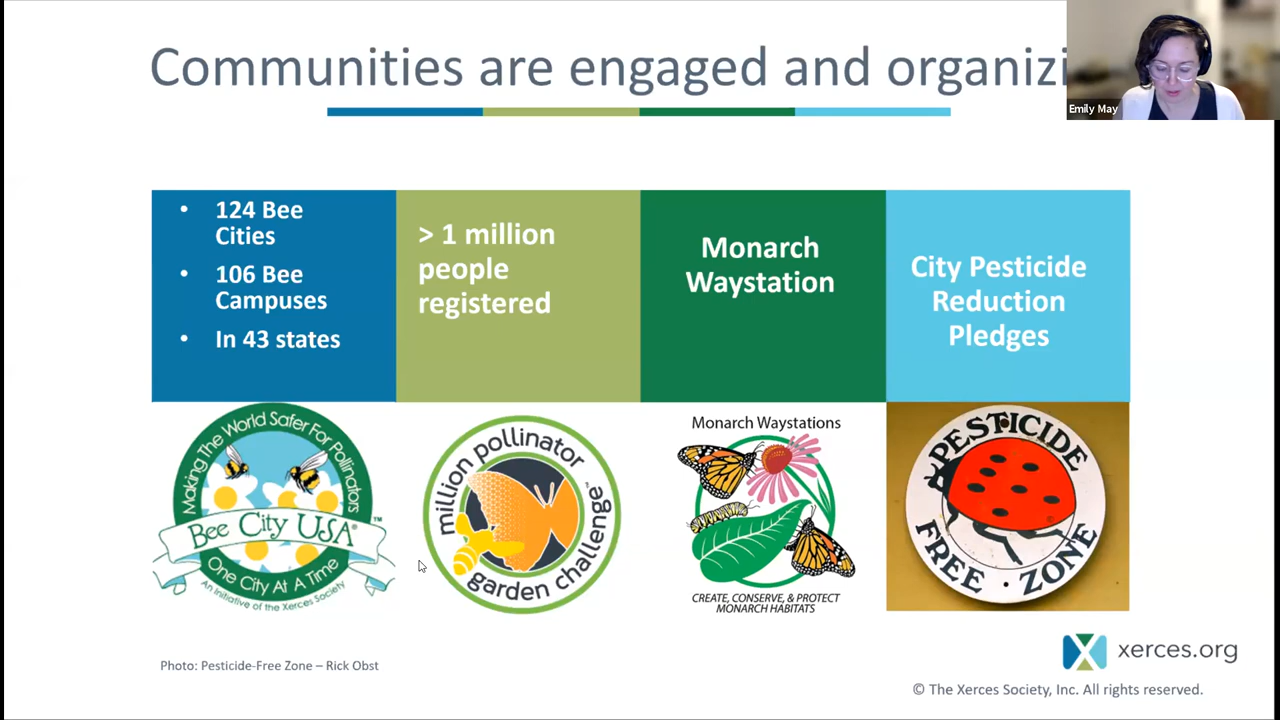 Communities are engaged and organizi
Emily May
• 124 Bee
Cities
• 106 Bee
Campuses
• In 43 states
> 1 million
people
registered
Monarch
Waystation
City Pesticide
Reduction
Pledges
Making The World Safer For Pollinators
Bee City USA®™
One City At A Time
An Initiative of the Xerces Society
million pollinator
garden challenge™
Monarch Waystations
CREATE, CONSERVE, & PROTECT
MONARCH HABITATS
PESTICIDE
FREE · ZONE
Photo: Pesticide-Free Zone – Rick Obst
xerces.org
© The Xerces Society, Inc. All rights reserved.